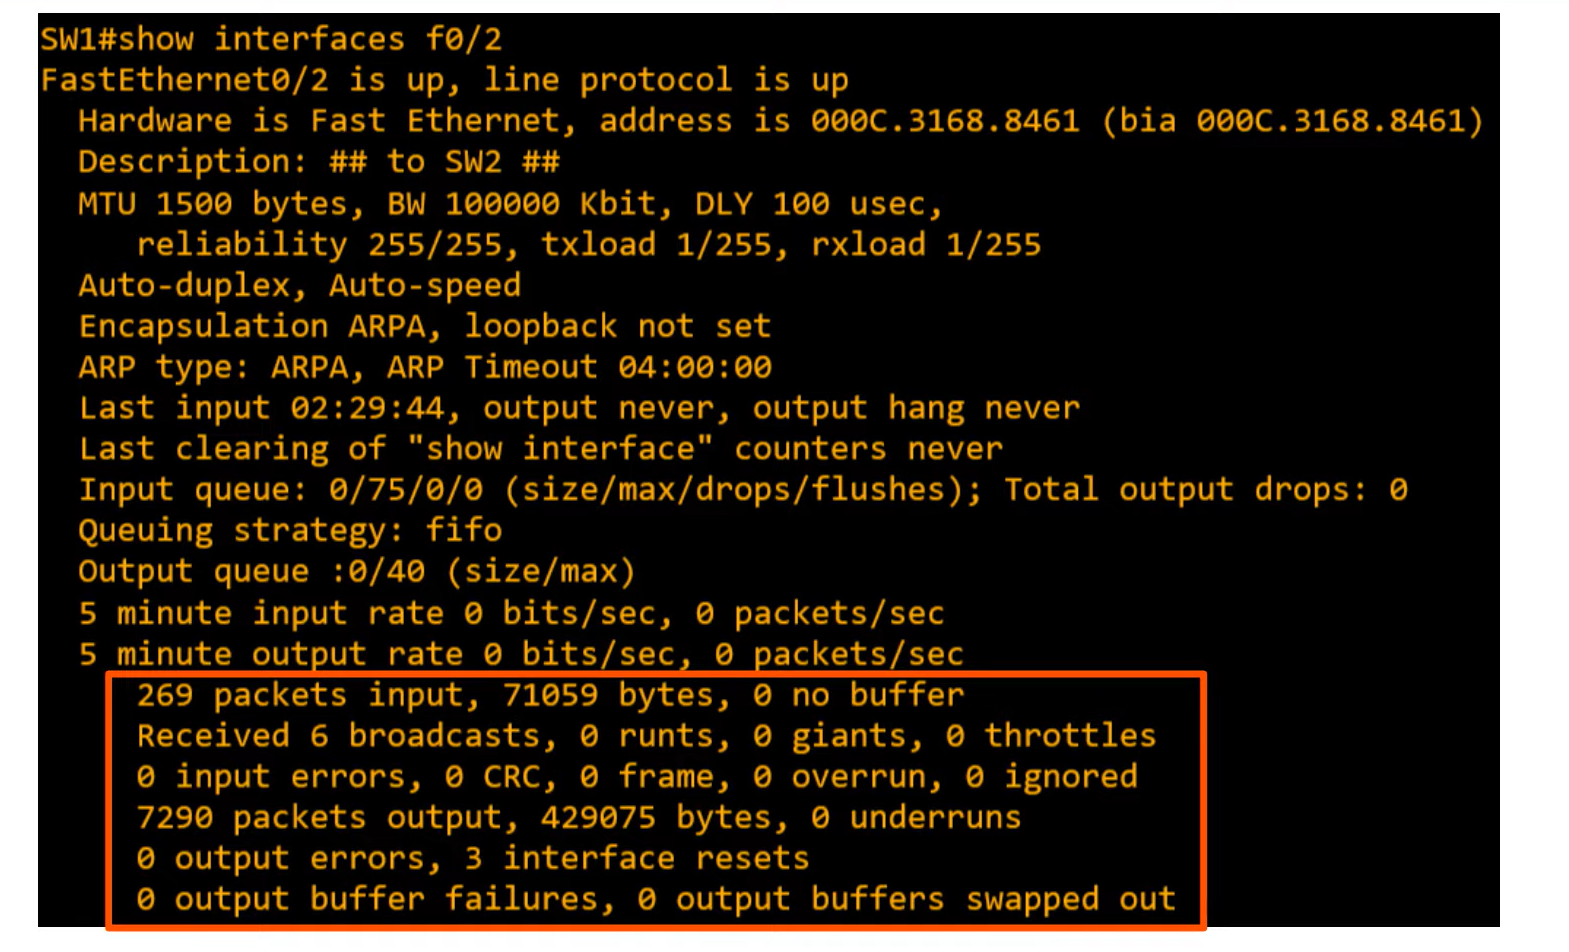 SW1#show interfaces f0/2
FastEthernet0/2 is up, line protocol is up
Hardware is Fast Ethernet, address is 000C.3168.8461 (bia 000C.3168.8461)
Description: ## to SW2 ##
MTU 1500 bytes, BW 100000 Kbit, DLY 100 usec,
reliability 255/255, txload 1/255, rxload 1/255
Auto-duplex, Auto-speed
Encapsulation ARPA, loopback not set
ARP type: ARPA, ARP Timeout 04:00:00
Last input 02:29:44, output never, output hang never
Last clearing of "show interface" counters never
Input queue: 0/75/0/0 (size/max/drops/flushes); Total output drops: 0
Queuing strategy: fifo
Output queue :0/40 (size/max)
5 minute input rate 0 bits/sec, 0 packets/sec
5 minute output rate 0 bits/sec, 0 packets/sec
269 packets input, 71059 bytes, 0 no buffer
Received 6 broadcasts, 0 runts, 0 giants, 0 throttles
0 input errors, 0 CRC, 0 frame, 0 overrun, 0 ignored
7290 packets output, 429075 bytes, 0 underruns
0 output errors, 3 interface resets
0 output buffer failures, 0 output buffers swapped out